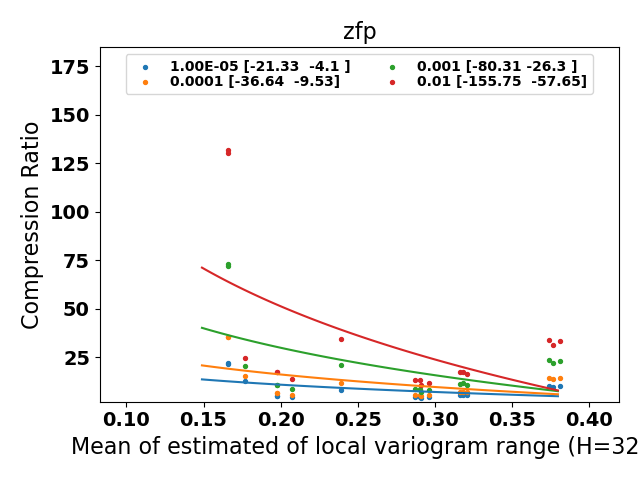 zfp
1.00E-05 [-21.33 -4.1 ]
0.0001 [-36.64 -9.53]
0.001 [-80.31 -26.3 ]
0.01 [-155.75 -57.65]
Compression Ratio
175
150
125
100
75
50
25
0.10 0.15 0.20 0.25 0.30 0.35 0.40
Mean of estimated of local variogram range (H=32